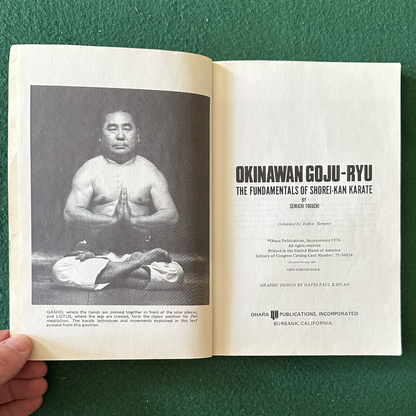 GASHO, where the hands are pressed together in front of the solar plexus,
and LOTUS, where the legs are crossed, form the classic position for Zen
meditation. The karate techniques and movements explained in this text
evolved from this position.
OKINAWAN GOJU-RYU
THE FUNDAMENTALS OF SHOREI-KAN KARATE
BY
SEIKICHI TOGUCHI
Compiled by Toshio Tamano
©Ohara Publications, Incorporated 1976
All rights reserved
Printed in the United States of America
Library of Congress Catalog Card Number:
GRAPHIC DESIGN BY DAVID PAUL KAPLAN
OHARA PUBLICATIONS, INCORPORATED
BURBANK, CALIFORNIA